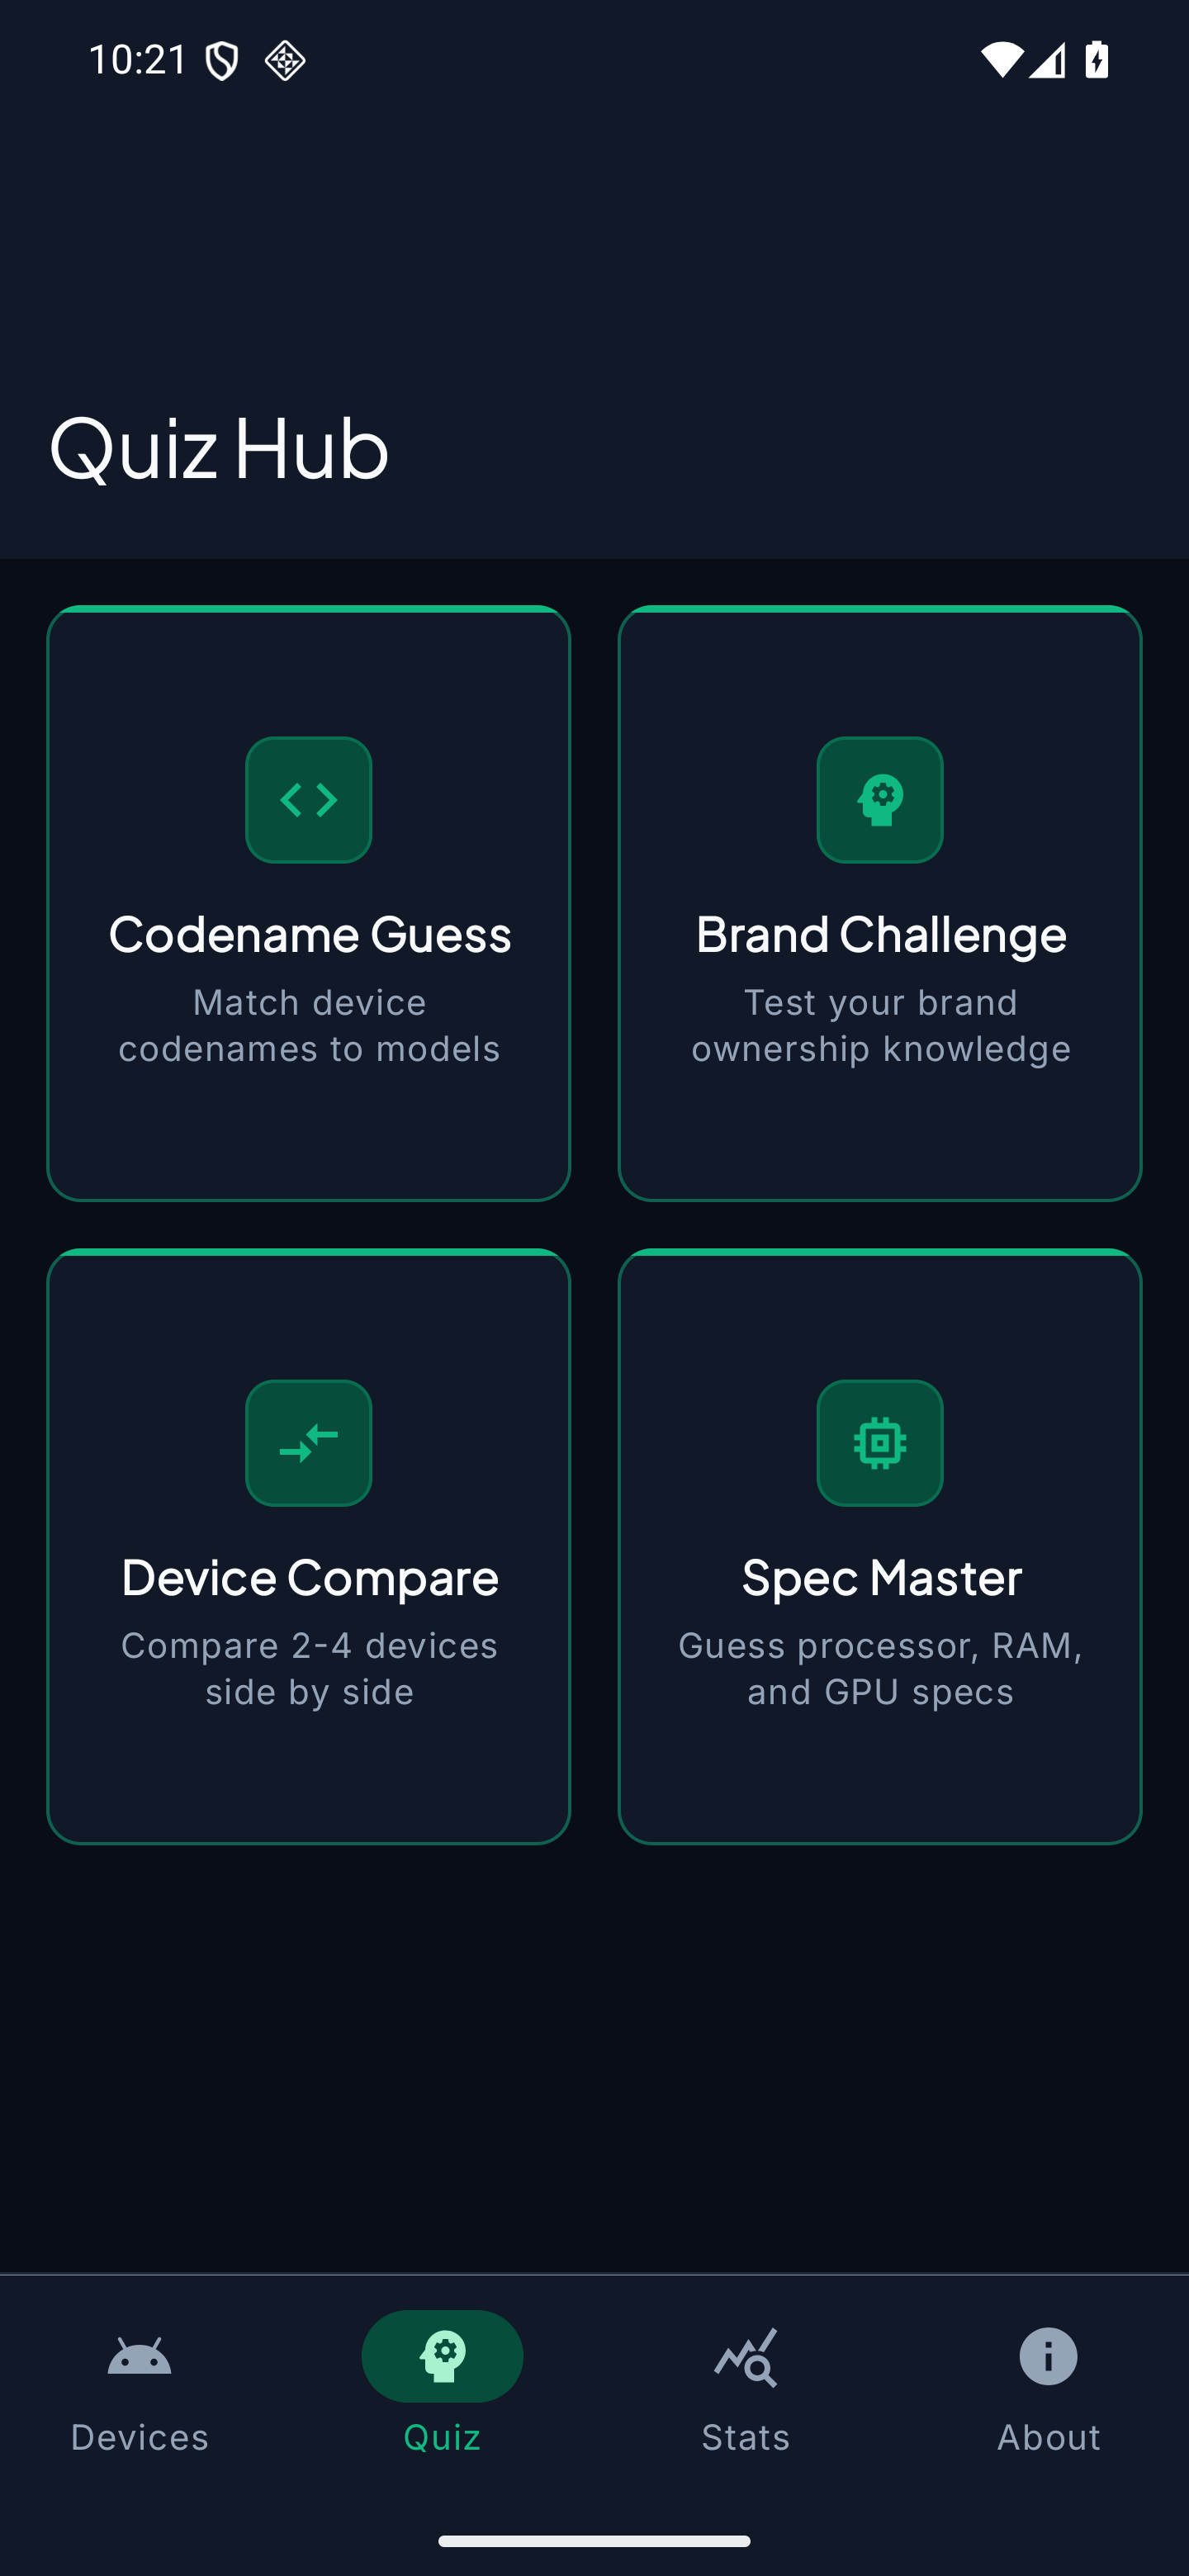 10:21
Quiz Hub
Codename Guess
Match device
codenames to models
Brand Challenge
Test your brand
ownership knowledge
Device Compare
Compare 2-4 devices
side by side
Spec Master
Guess processor, RAM,
and GPU specs
Devices
Quiz
Stats
About